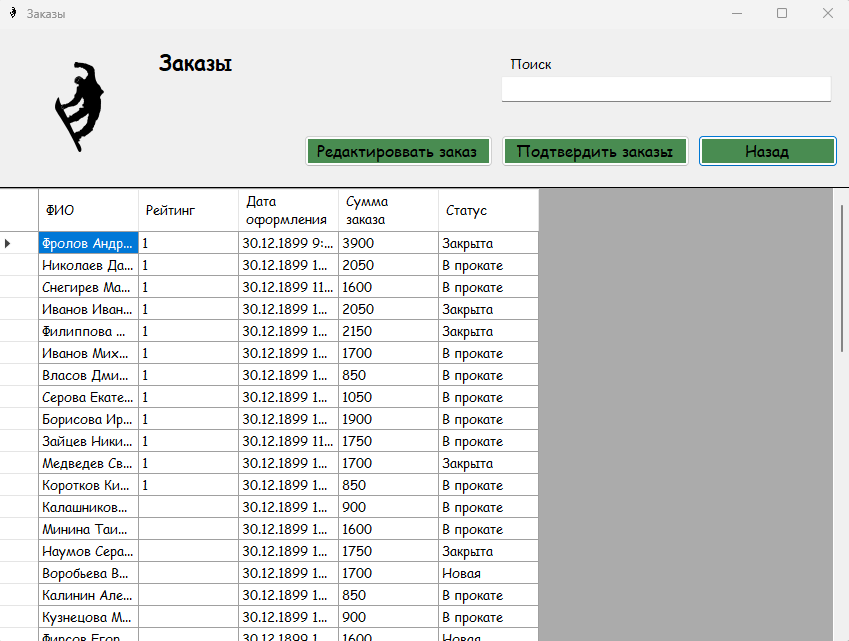 Заказы
Заказы
Поиск
Редактироввать заказ Подтвердить заказы Назад
ФИО Рейтинг Дата оформления Сумма заказа Статус
Фролов Андр... 1 30.12.1899 9:... 3900 Закрыта
Николаев Да... 1 30.12.1899 1... 2050 В прокате
Снегирев Ма... 1 30.12.1899 11... 1600 В прокате
Иванов Иван... 1 30.12.1899 1... 2050 Закрыта
Филиппова ... 1 30.12.1899 1... 2150 Закрыта
Иванов Мих... 1 30.12.1899 1... 1700 В прокате
Власов Дми... 1 30.12.1899 1... 850 В прокате
Серова Екате... 1 30.12.1899 1... 1050 В прокате
Борисова Ир... 1 30.12.1899 1... 1900 В прокате
Зайцев Ники... 1 30.12.1899 11... 1750 В прокате
Медведев Св... 1 30.12.1899 1... 1700 Закрыта
Коротков Ки... 1 30.12.1899 1... 850 В прокате
Калашников... 30.12.1899 1... 900 В прокате
Минина Таи... 30.12.1899 1... 1600 В прокате
Наумов Сера... 30.12.1899 1... 1750 Закрыта
Воробьева В... 30.12.1899 1... 1700 Новая
Калинин Але... 30.12.1899 1... 850 В прокате
Кузнецова М... 30.12.1899 1... 900 В прокате
Фирсов Егор 30.12.1899 1... 1600 Новая